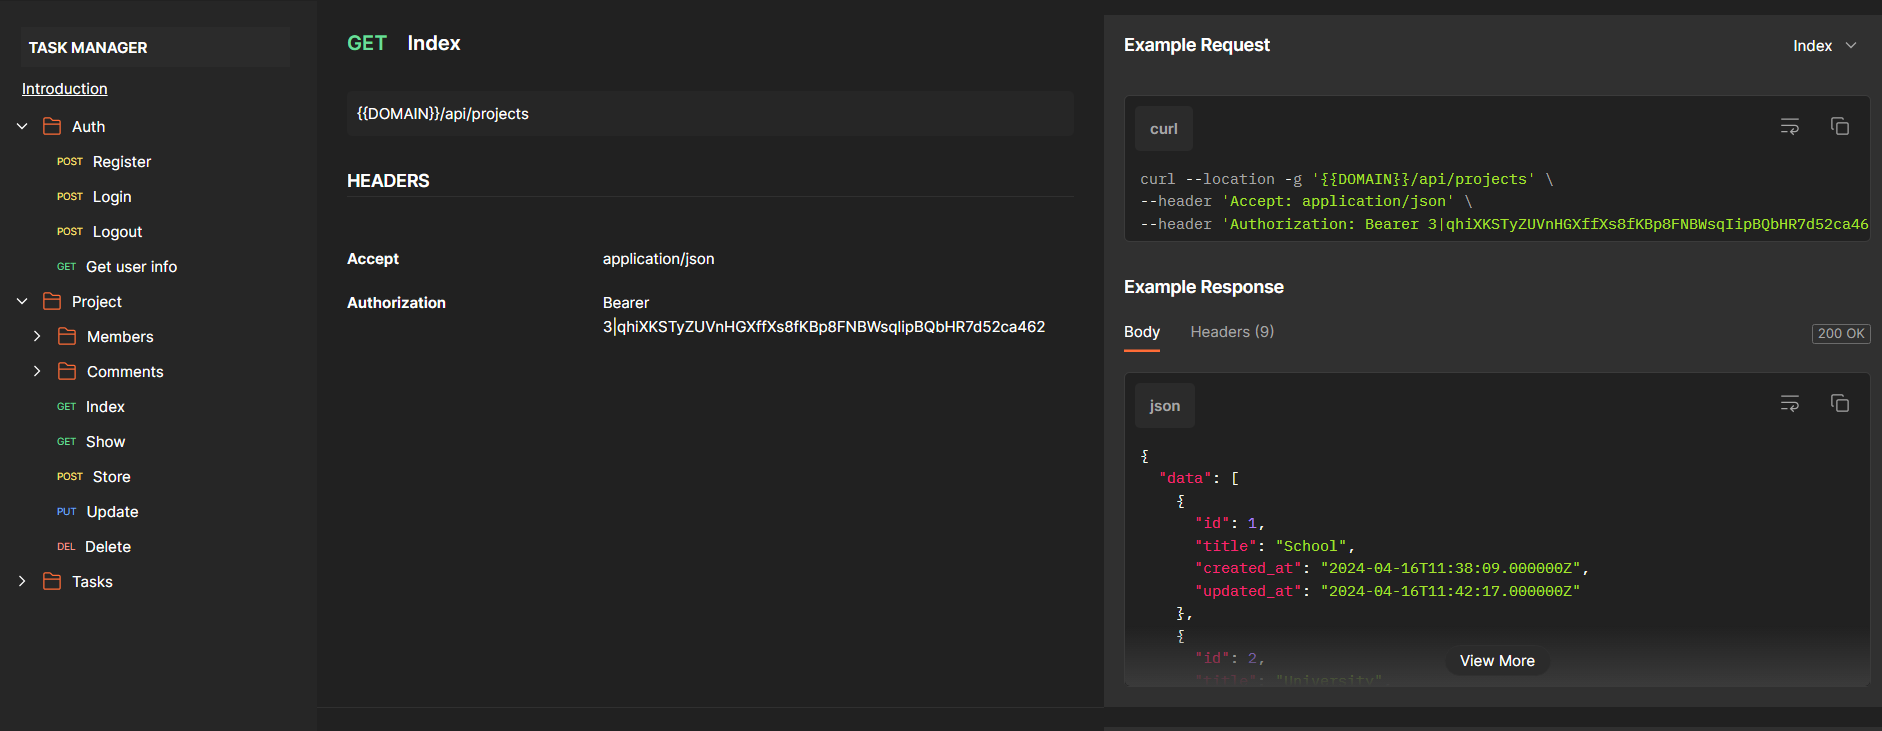 TASK MANAGER
Introduction
Auth
POST Register
POST Login
POST Logout
GET Get user info
Project
Members
Comments
GET Index
GET Show
POST Store
PUT Update
DEL Delete
Tasks
GET Index
{{DOMAIN}}/api/projects
HEADERS
Accept application/json
Authorization Bearer
3|qhiXKSTyZUVnHGXffXs8fKBp8FNBWsqIipBQbHR7d52ca462
Example Request Index
curl
curl --location -g '{{DOMAIN}}/api/projects' \
--header 'Accept: application/json' \
--header 'Authorization: Bearer 3|qhiXKSTyZUVnHGXffXs8fKBp8FNBWsqIipBQbHR7d52ca46
Example Response
Body Headers (9) 200 OK
json
{
"data": [
{
"id": 1,
"title": "School",
"created_at": "2024-04-16T11:38:09.000000Z",
"updated_at": "2024-04-16T11:42:17.000000Z"
},
{
"id": 2,
"title": "University",
View More